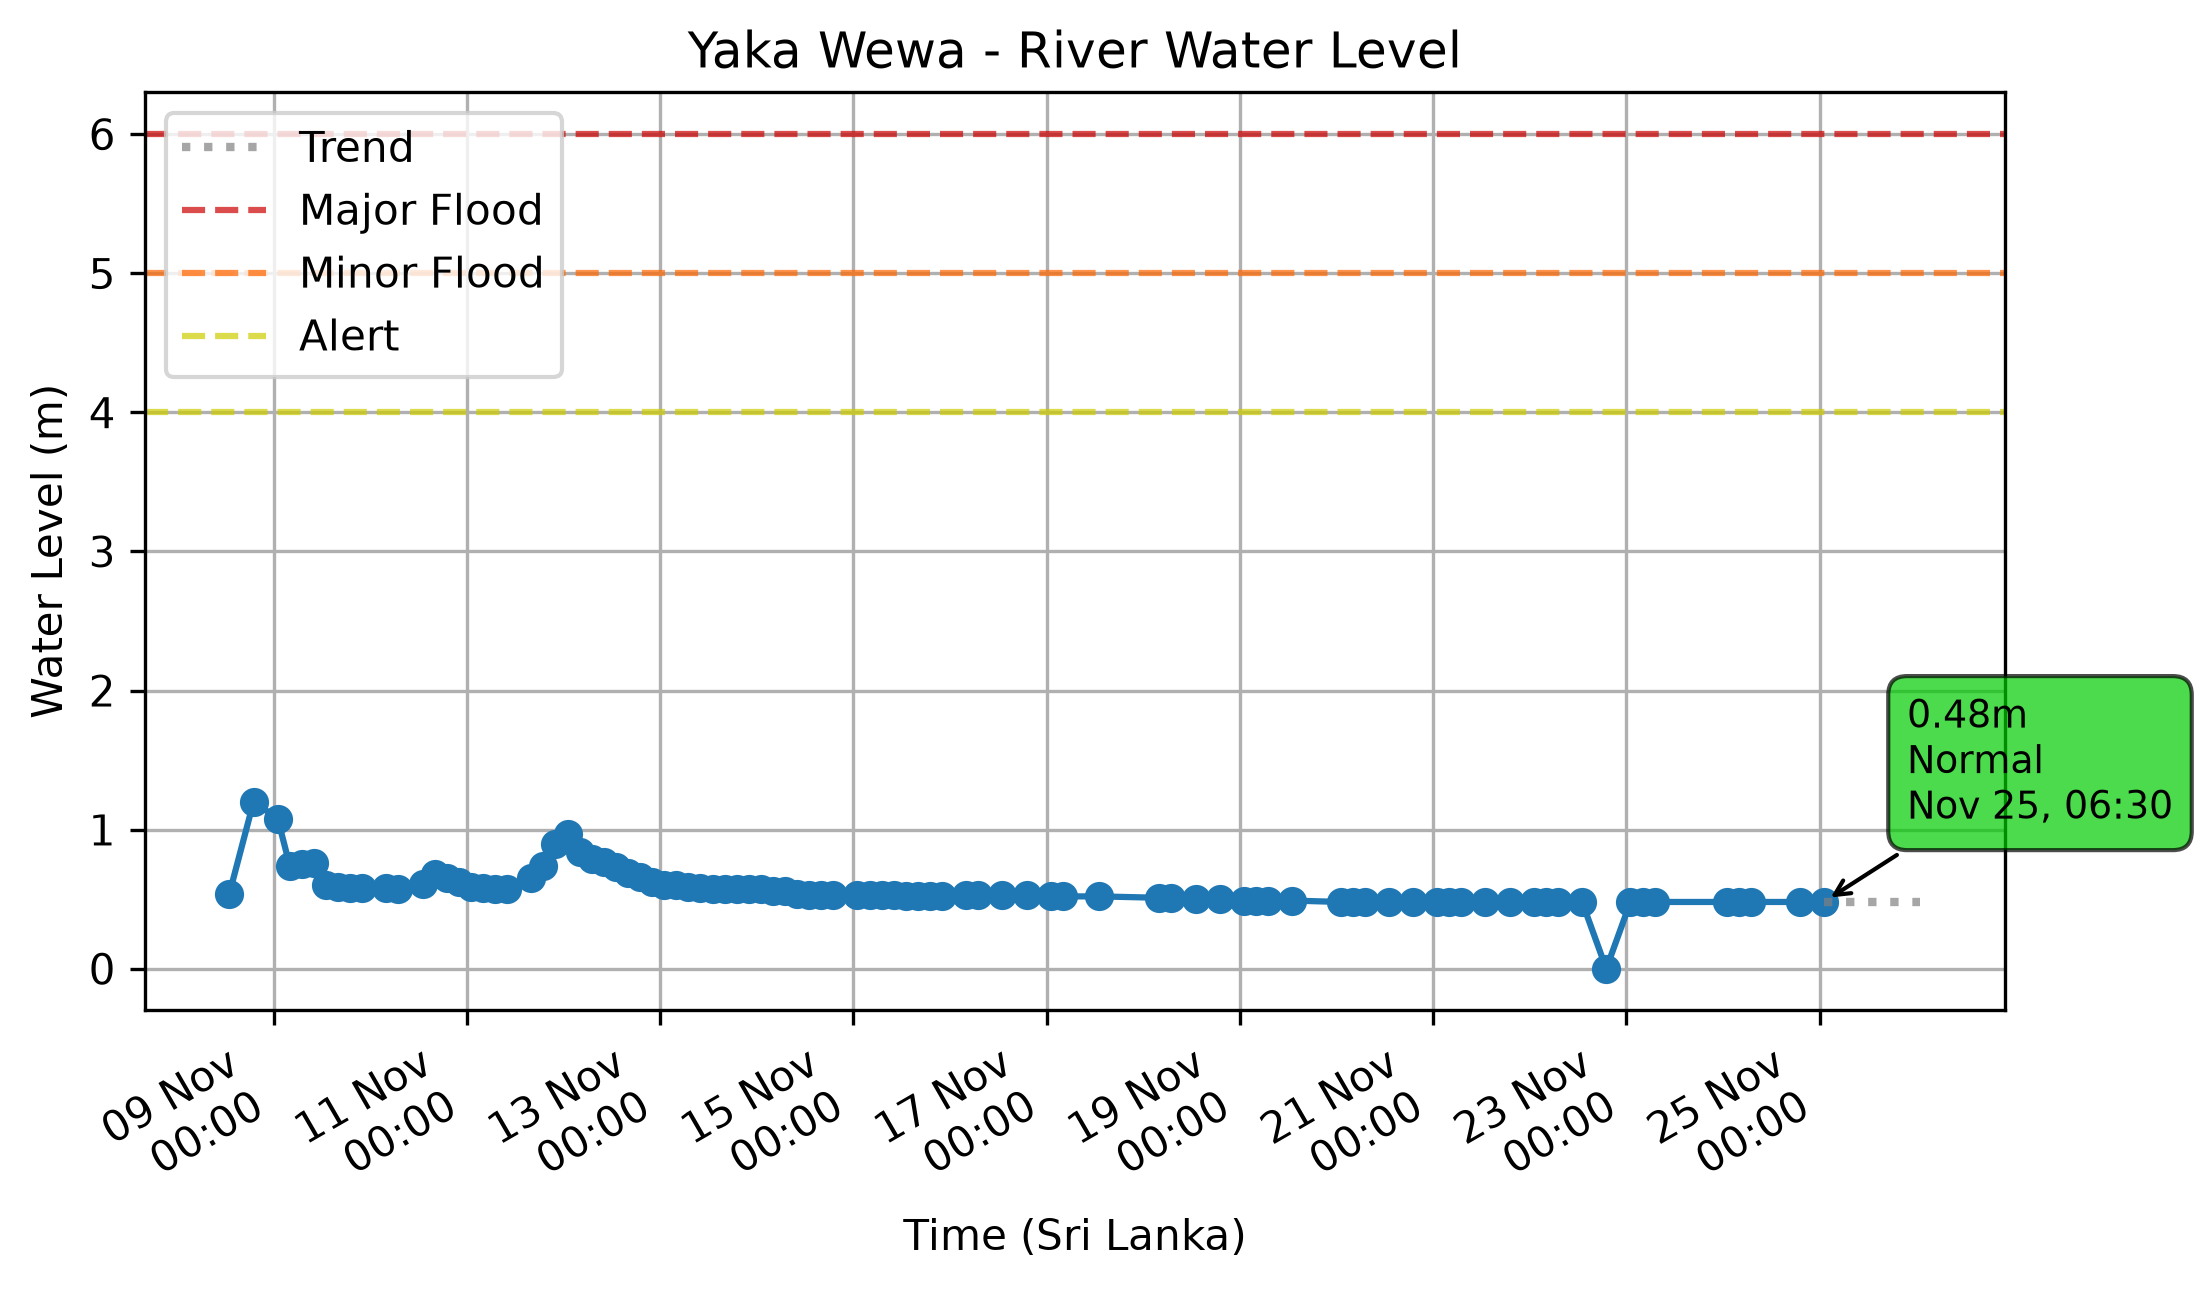 Yaka Wewa - River Water Level
Trend
Major Flood
Minor Flood
Alert
6
5
4
3
2
1
0
Water Level (m)
0.48m
Normal
Nov 25, 06:30
09 Nov
00:00
11 Nov
00:00
13 Nov
00:00
15 Nov
00:00
17 Nov
00:00
19 Nov
00:00
21 Nov
00:00
23 Nov
00:00
25 Nov
00:00
Time (Sri Lanka)